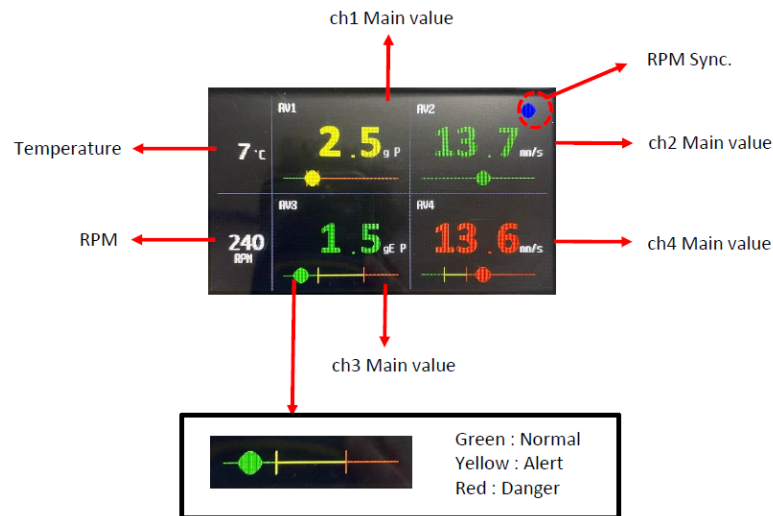 ch1 Main value
RPM Sync.
AV1
AV2
2.5 g P
13.7 mm/s
ch2 Main value
Temperature
7 °C
AV3
AV4
RPM
240
RPM
1.5 gE P
13.6 mm/s
ch4 Main value
ch3 Main value
Green : Normal
Yellow : Alert
Red : Danger